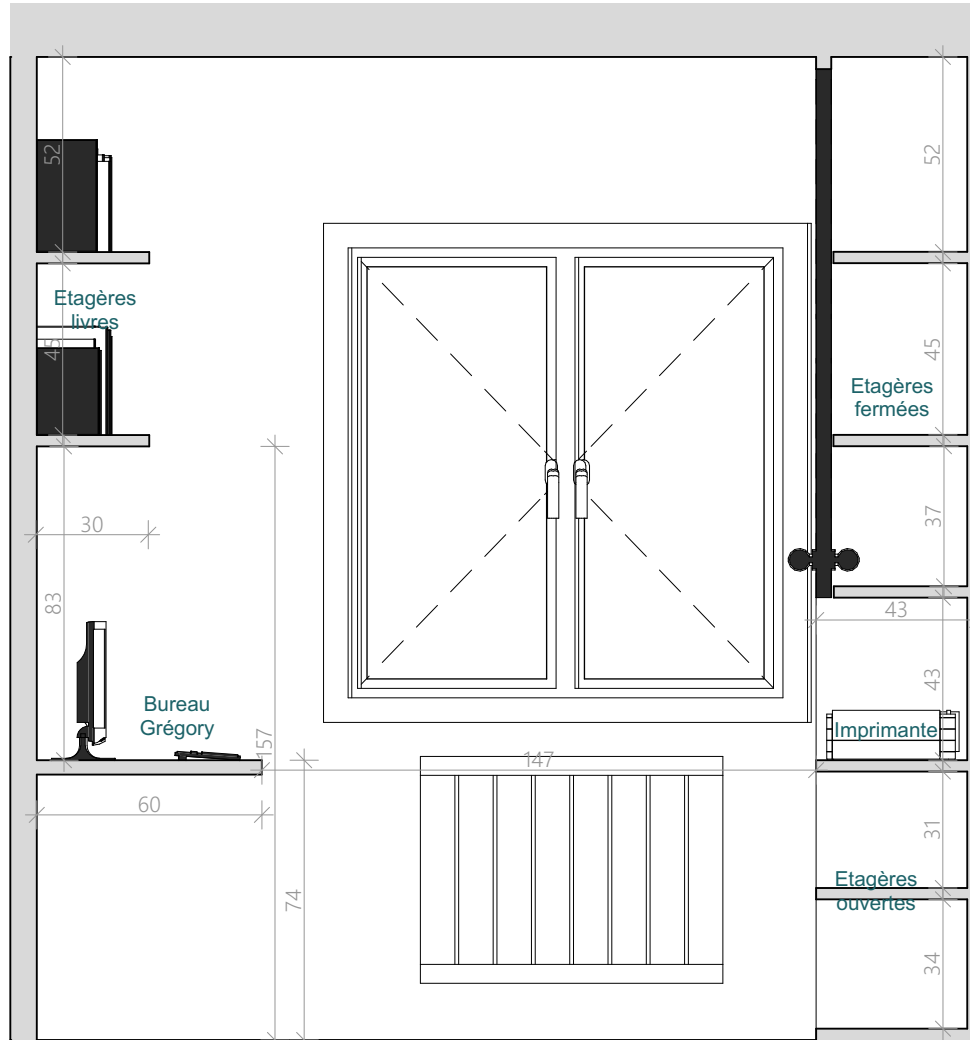 52
52
Etagères
livres
45
45
Etagères
fermées
37
30
83
43
43
Bureau
Grégory
157
Imprimante
147
60
31
74
Etagères
ouvertes
34